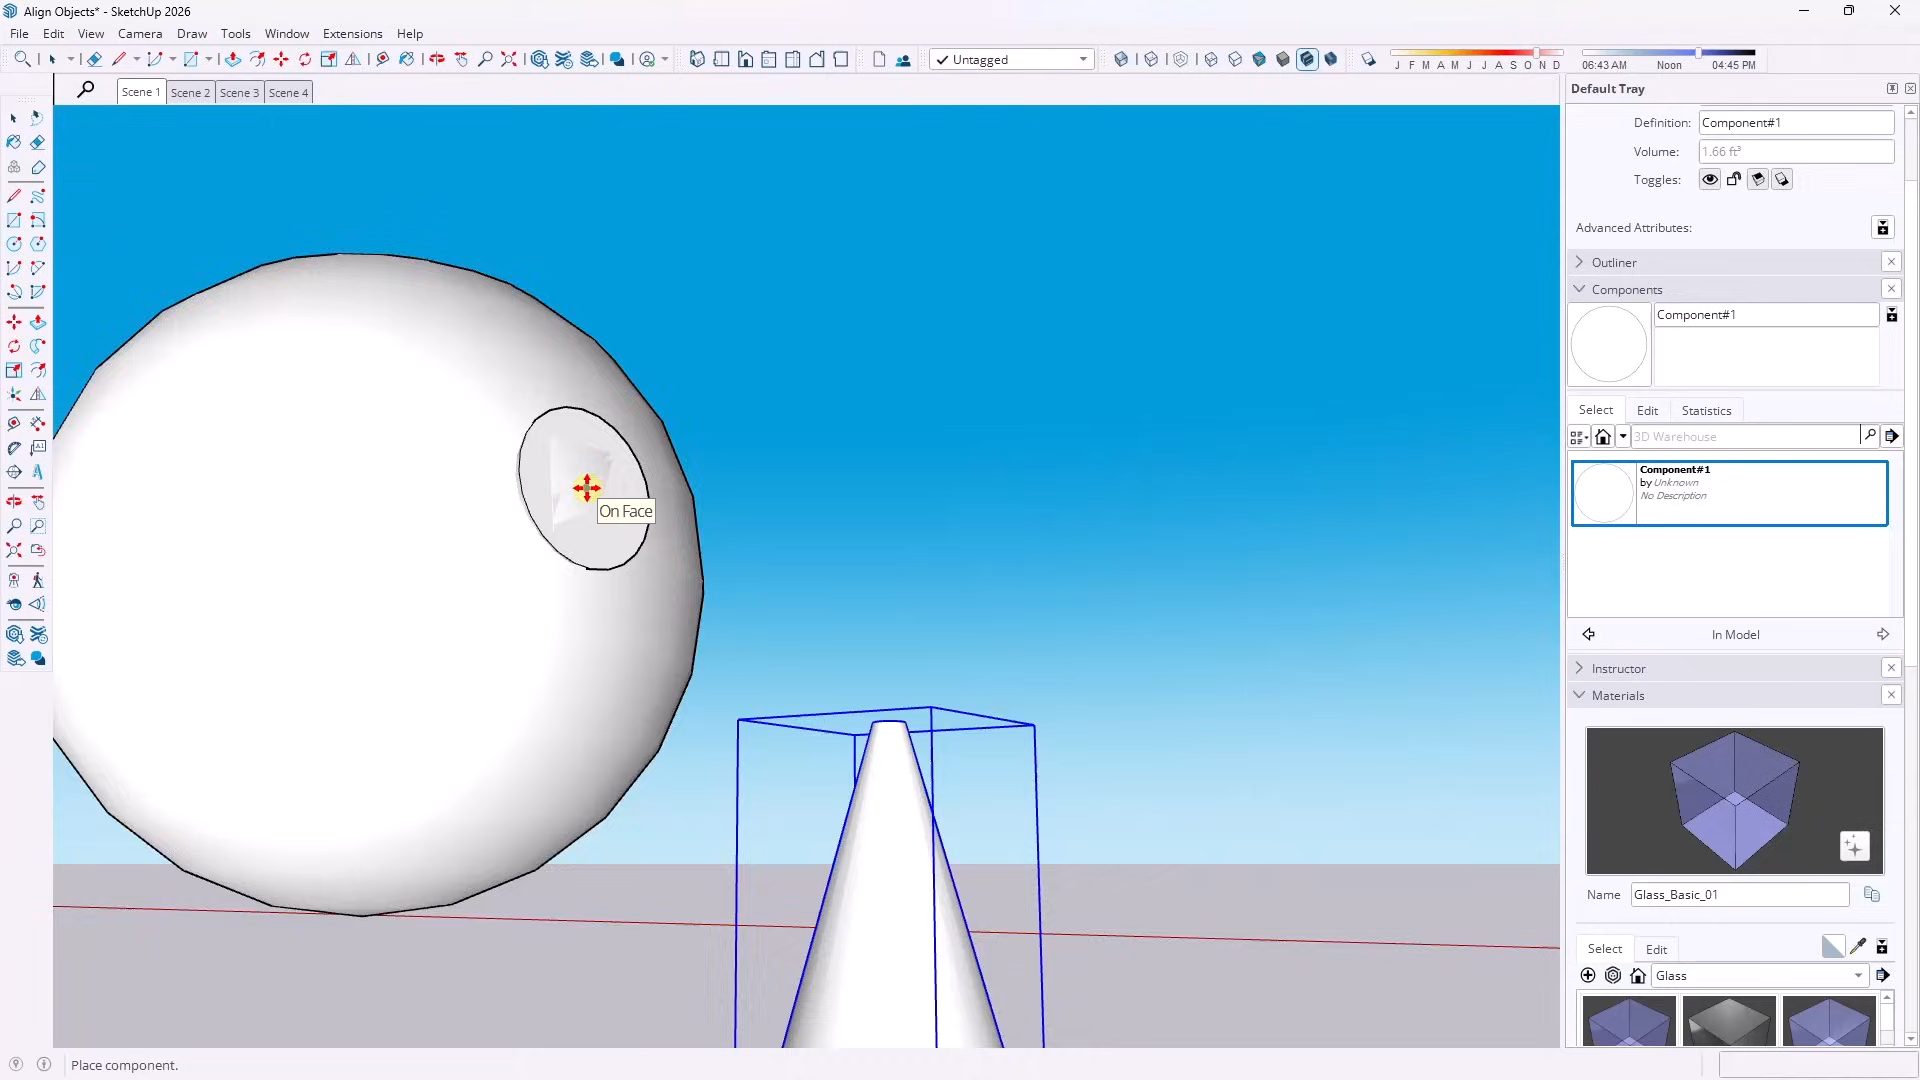 Align Objects* - SketchUp 2026
File Edit View Camera Draw Tools Window Extensions Help
Untagged
J F M A M J J A S O N D
06:43 AM Noon 04:45 PM
Scene 1 Scene 2 Scene 3 Scene 4
Default Tray
Definition: Component#1
Volume: 1.66 ft³
Toggles:
Advanced Attributes:
Outliner
Components
Component#1
Select Edit Statistics
3D Warehouse
Component#1
by Unknown
No Description
In Model
Instructor
Materials
Name Glass_Basic_01
Select Edit
Glass
On Face
Place component.